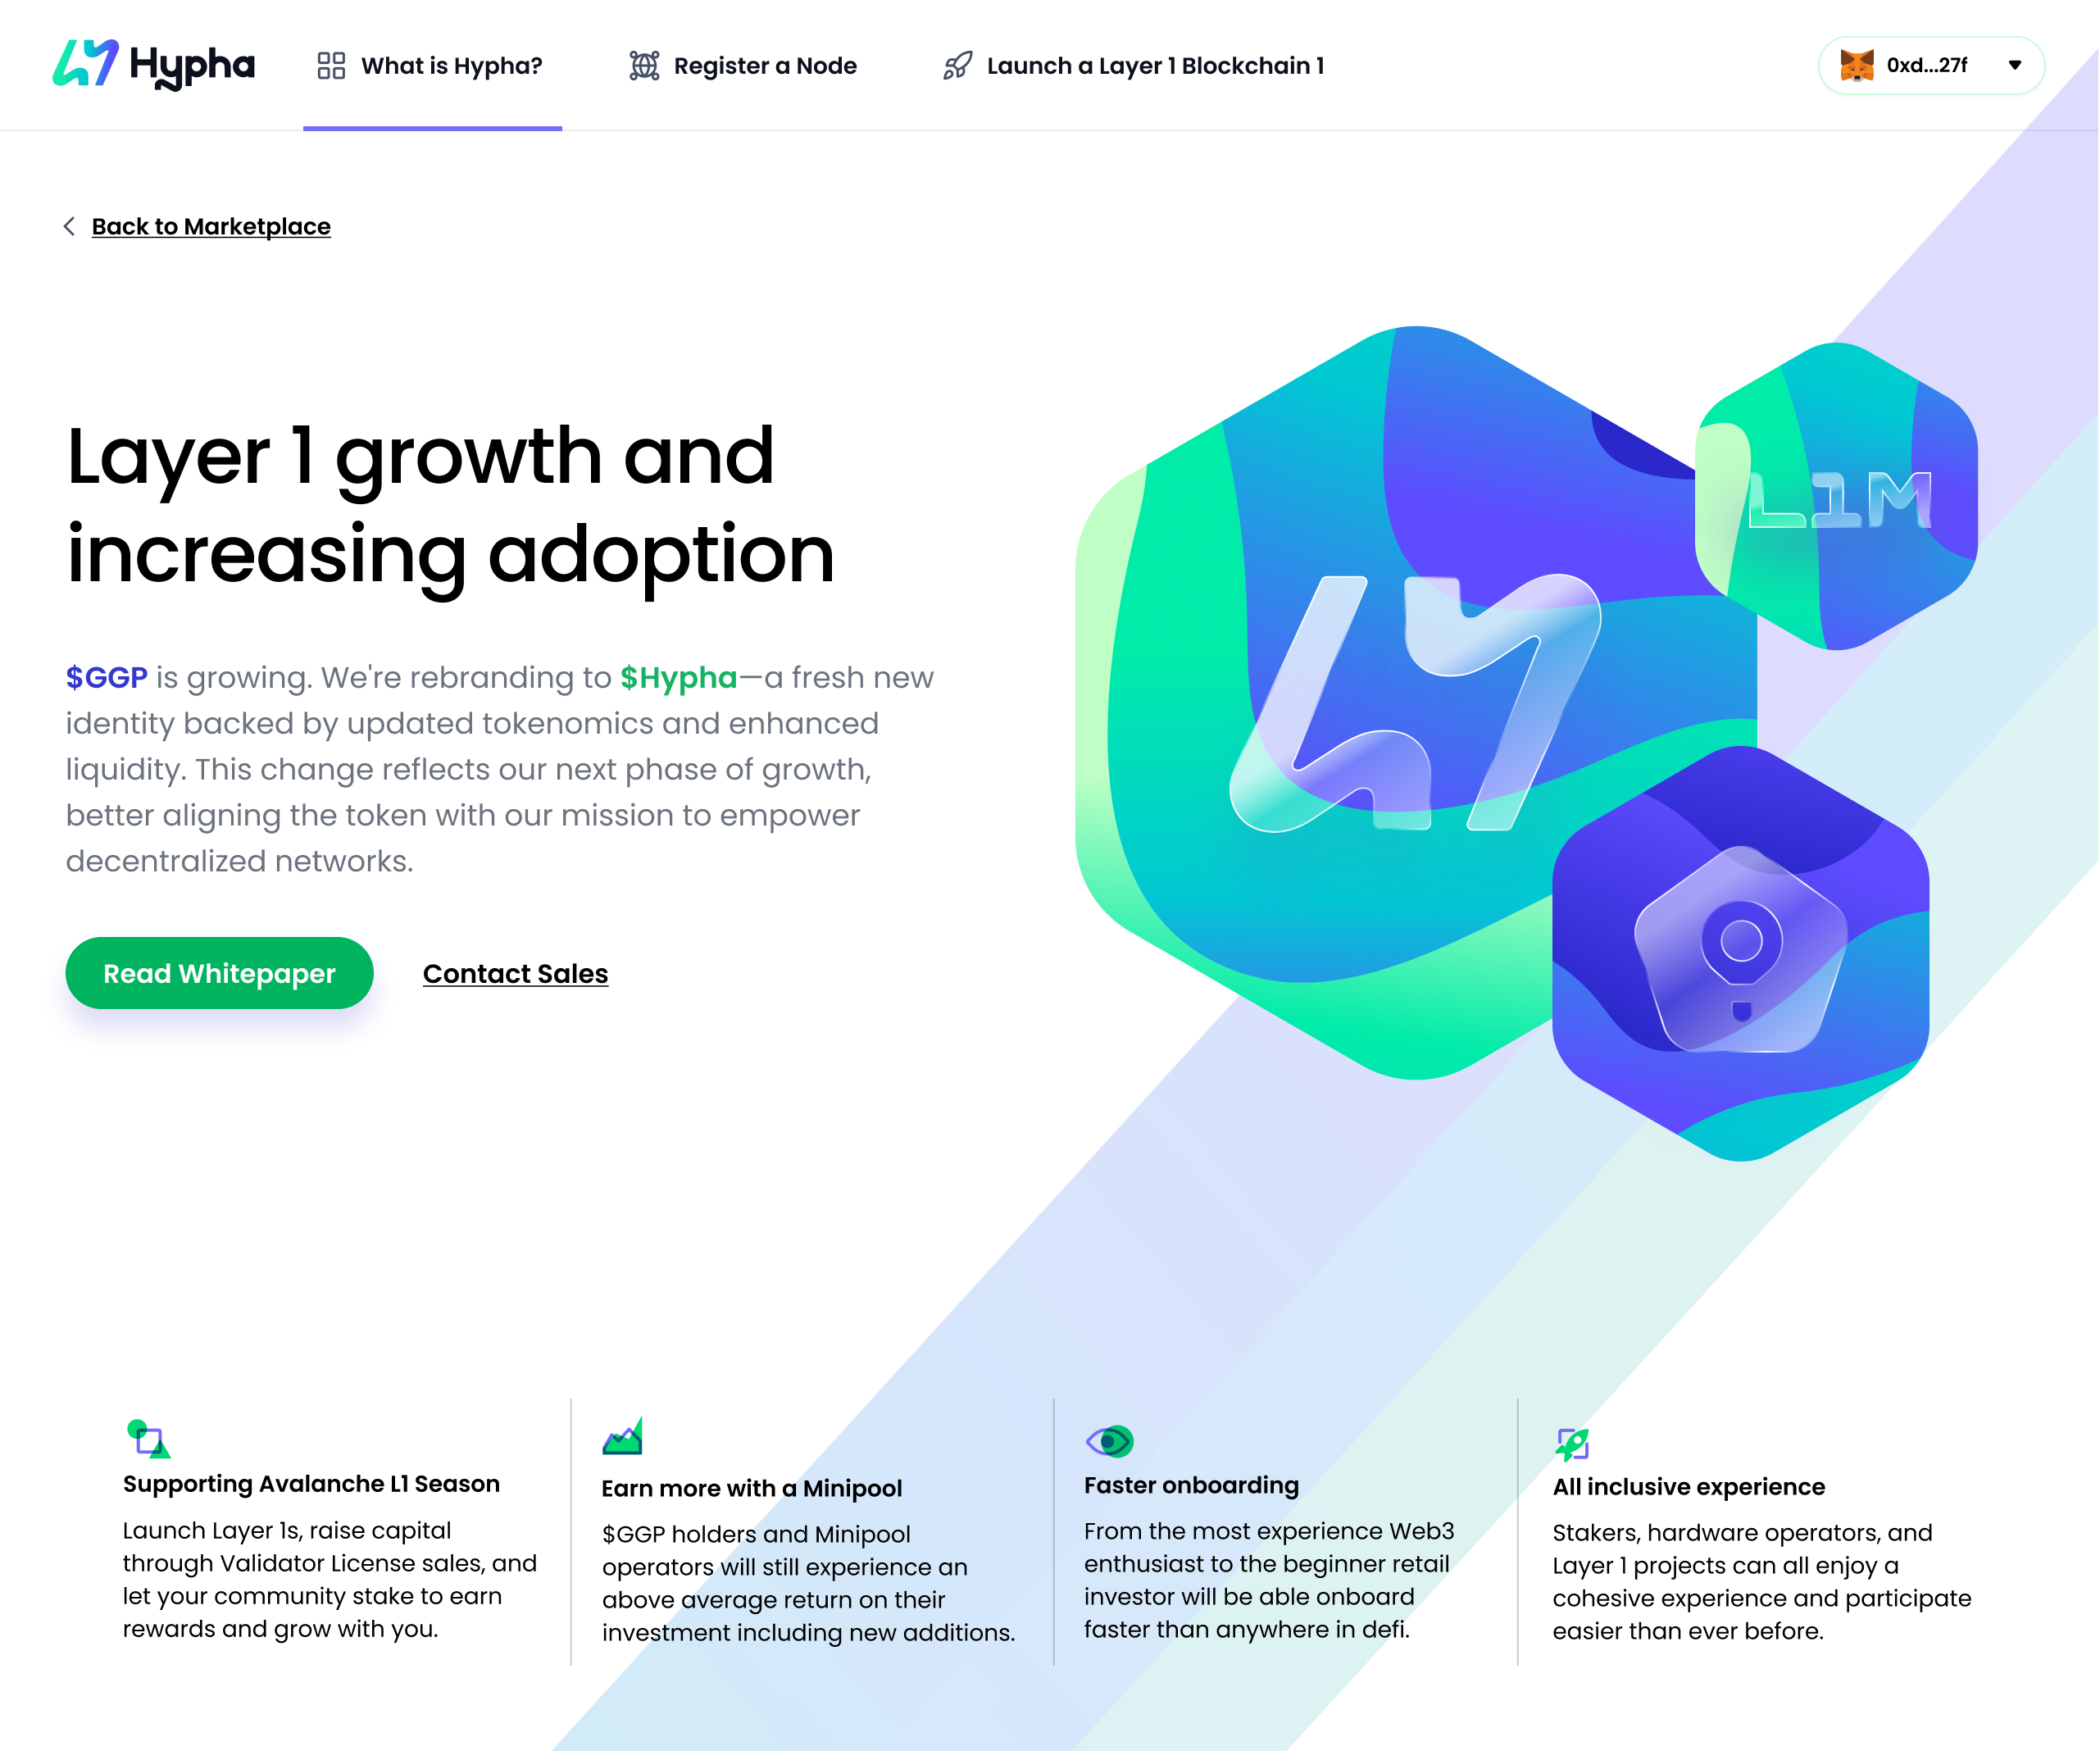 Hypha
What is Hypha?
Register a Node
Launch a Layer 1 Blockchain 1
0xd...27f
Back to Marketplace
Layer 1 growth and
increasing adoption
$GGP is growing. We're rebranding to $Hypha—a fresh new
identity backed by updated tokenomics and enhanced
liquidity. This change reflects our next phase of growth,
better aligning the token with our mission to empower
decentralized networks.
Read Whitepaper
Contact Sales
L1M
Supporting Avalanche L1 Season
Launch Layer 1s, raise capital
through Validator License sales, and
let your community stake to earn
rewards and grow with you.
Earn more with a Minipool
$GGP holders and Minipool
operators will still experience an
above average return on their
investment including new additions.
Faster onboarding
From the most experience Web3
enthusiast to the beginner retail
investor will be able onboard
faster than anywhere in defi.
All inclusive experience
Stakers, hardware operators, and
Layer 1 projects can all enjoy a
cohesive experience and participate
easier than ever before.